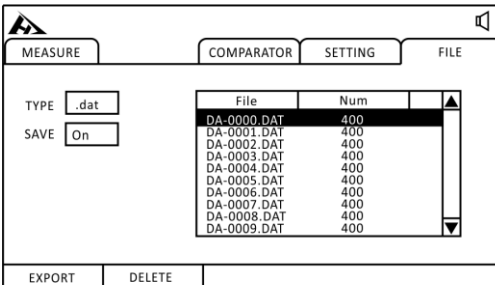 MEASURE COMPARATOR SETTING FILE
TYPE .dat
SAVE On
File Num
DA-0000.DAT 400
DA-0001.DAT 400
DA-0002.DAT 400
DA-0003.DAT 400
DA-0004.DAT 400
DA-0005.DAT 400
DA-0006.DAT 400
DA-0007.DAT 400
DA-0008.DAT 400
DA-0009.DAT 400
EXPORT DELETE